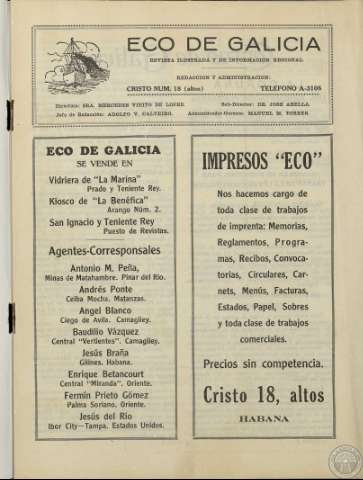 ECO DE GALICIA
REVISTA ILUSTRADA Y DE INFORMACION REGIONAL
REDACCION Y ADMINISTRACION:
CRISTO NUM. 18 (altos) TELEFONO A-3108
Directora: SRA. MERCEDES VIEITO DE LOPEZ Sub-Director: DR. JOSE ABELLA.
Jefe de Redacción: ADOLFO V. CALVEIRO. Administrador-Gerente: MANUEL M.
ECO DE GALICIA
SE VENDE EN
Vidriera de “La Marina”
Prado y Teniente Rey.
Kiosco de “La Benéfica”
Arango Núm. 2.
San Ignacio y Teniente Rey
Puesto de Revistas.
Agentes-Corresponsales
Antonio M. Peña,
Minas de Matahambre. Pinar del Río.
Andrés Ponte
Ceiba Mocha. Matanzas.
Angel Blanco
Ciego de Avila. Camagüey.
Baudilio Vázquez
Central “Vertientes”. Camagüey.
Jesús Braña
Güines. Habana.
Enrique Betancourt
Central “Miranda”. Oriente.
Fermín Prieto Gómez
Palma Soriano. Oriente.
Jesús del Río
Ibor City—Tampa. Estados Unidos.
IMPRESOS “ECO”
Nos hacemos cargo de
toda clase de trabajos
de imprenta: Memorias,
Reglamentos, Progra-
mas, Recibos, Convoca-
torias, Circulares, Car-
nets, Menús, Facturas,
Estados, Papel, Sobres
y toda clase de trabajos
comerciales.
Precios sin competencia.
Cristo 18, altos
HABANA